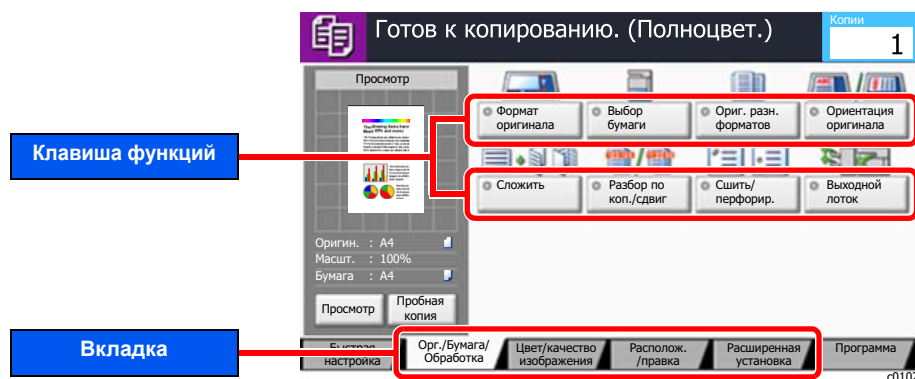 Готов к копированию. (Полноцвет.)
Копии
1
Просмотр
Формат
оригинала
Выбор
бумаги
Ориг. разн.
форматов
Ориентация
оригинала
Клавиша функций
Сложить
Разбор по
коп./сдвиг
Сшить/
перфорир.
Выходной
лоток
Оригин. : A4
Масшт. : 100%
Бумага : A4
Просмотр
Пробная
копия
Вкладка
Быстрая
настройка
Орг./Бумага/
Обработка
Цвет/качество
изображения
Располож.
/правка
Расширенная
установка
Программа